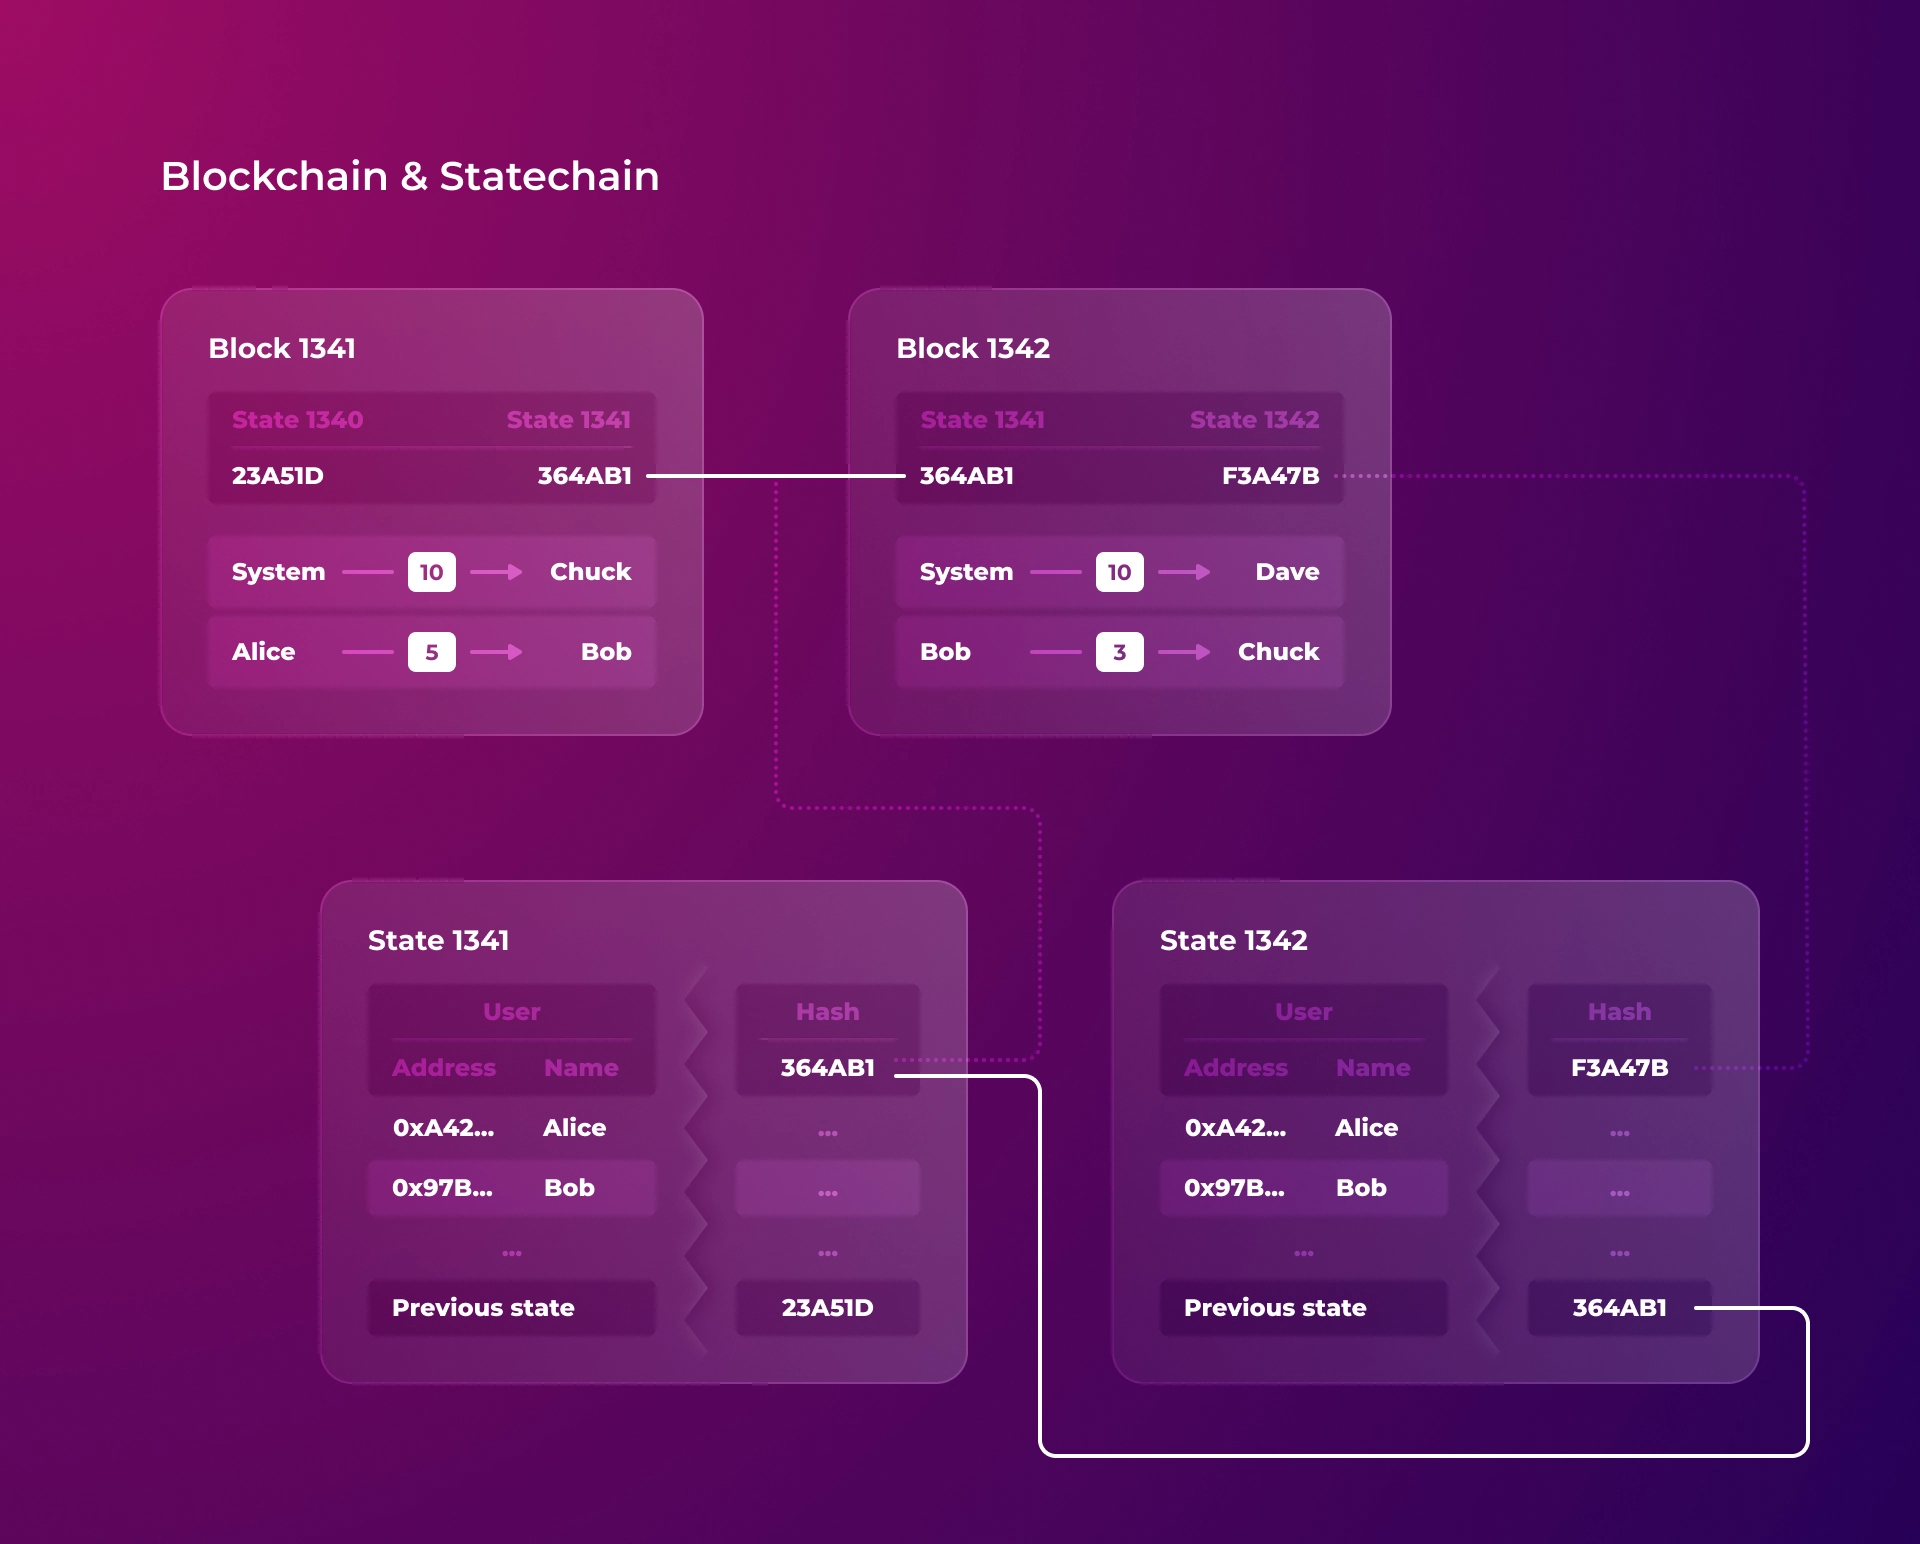 Blockchain & Statechain
Block 1341
State 1340 State 1341
23A51D 364AB1
System 10 Chuck
Alice 5 Bob
Block 1342
State 1341 State 1342
364AB1 F3A47B
System 10 Dave
Bob 3 Chuck
State 1341
User Hash
Address Name 364AB1
0xA42... Alice ...
0x97B... Bob ...
... ...
Previous state 23A51D
State 1342
User Hash
Address Name F3A47B
0xA42... Alice ...
0x97B... Bob ...
... ...
Previous state 364AB1